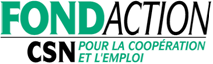 FONDACTION
CSN POUR LA COOPÉRATION
ET L'EMPLOI